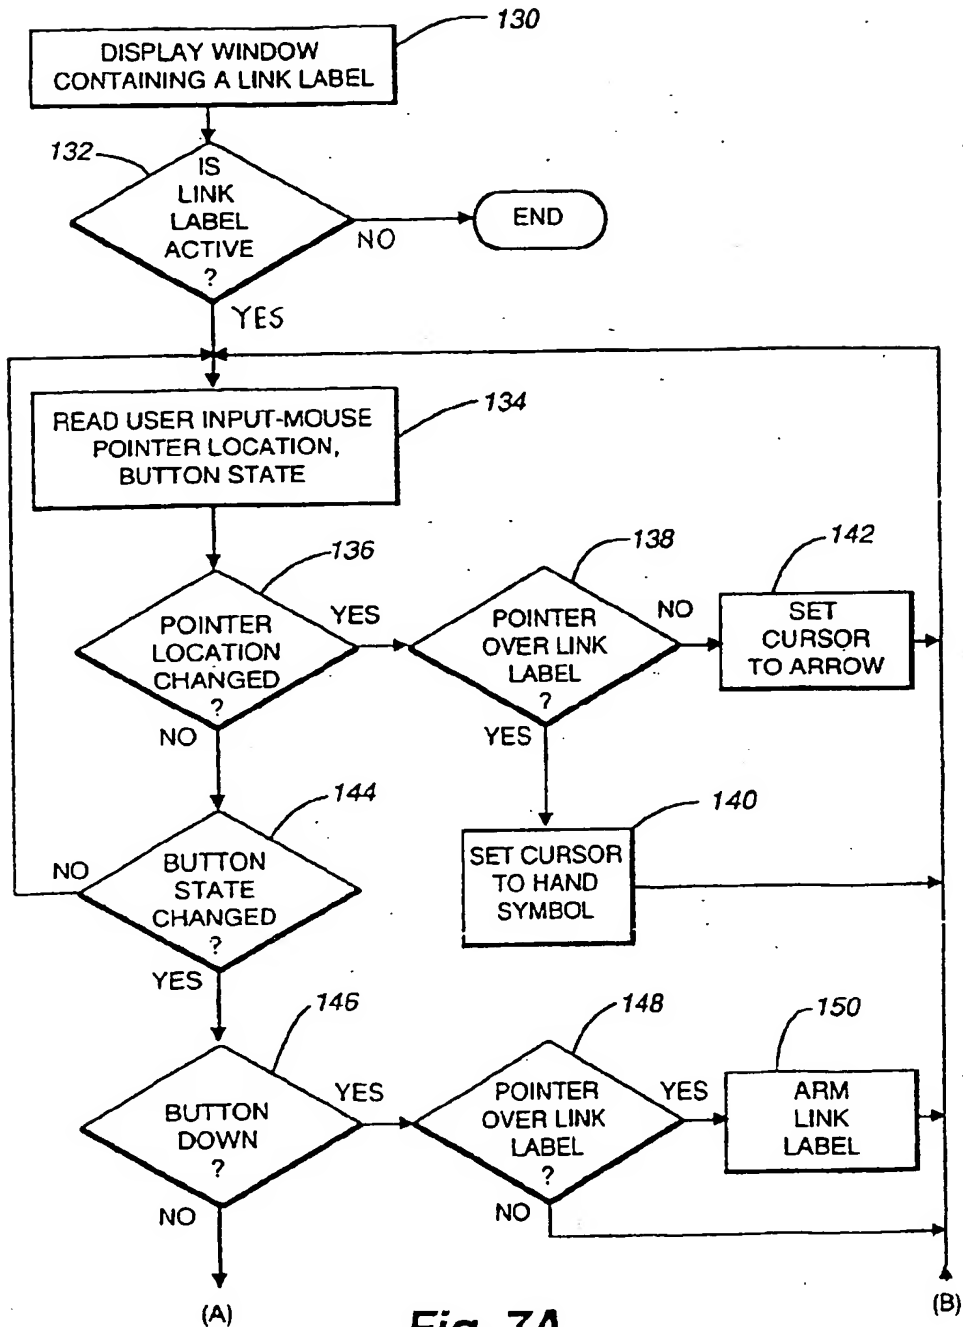 130
DISPLAY WINDOW
CONTAINING A LINK LABEL
132
IS
LINK
LABEL
ACTIVE
?
NO
END
YES
READ USER INPUT-MOUSE
POINTER LOCATION,
BUTTON STATE
134
136
POINTER
LOCATION
CHANGED
?
YES
NO
138
POINTER
OVER LINK
LABEL
?
NO
YES
142
SET
CURSOR
TO ARROW
140
SET CURSOR
TO HAND
SYMBOL
144
BUTTON
STATE
CHANGED
?
NO
YES
146
BUTTON
DOWN
?
YES
NO
148
POINTER
OVER LINK
LABEL
?
YES
NO
150
ARM
LINK
LABEL
(A)
(B)
Fig. 7A